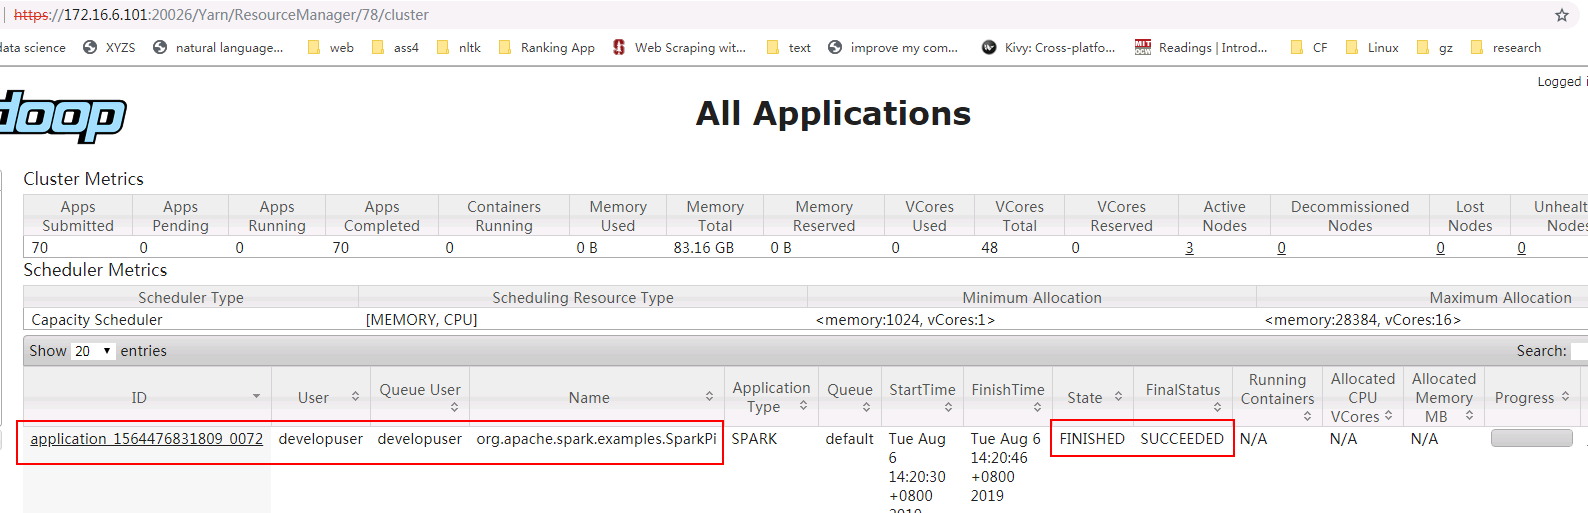 https://172.16.6.101:20026/Yarn/ResourceManager/78/cluster
data science XYZS natural language... web ass4 nltk Ranking App Web Scraping wit... text improve my com... Kivy: Cross-platfo... MIT OCW Readings | Introd... CF Linux gz research
Logged i
doop
All Applications
Cluster Metrics
Apps Submitted Apps Pending Apps Running Apps Completed Containers Running Memory Used Memory Total Memory Reserved VCores Used VCores Total VCores Reserved Active Nodes Decommissioned Nodes Lost Nodes Unhealt Nodes
70 0 0 70 0 0 B 83.16 GB 0 B 0 48 0 3 0 0 0
Scheduler Metrics
Scheduler Type Scheduling Resource Type Minimum Allocation Maximum Allocation
Capacity Scheduler [MEMORY, CPU] <memory:1024, vCores:1> <memory:28384, vCores:16>
Show 20 entries Search:
ID User Queue User Name Application Type Queue StartTime FinishTime State FinalStatus Running Containers Allocated CPU VCores Allocated Memory MB Progress
application_1564476831809_0072 developuser developuser org.apache.spark.examples.SparkPi SPARK default Tue Aug 6 14:20:30 +0800 2019 Tue Aug 6 14:20:46 +0800 2019 FINISHED SUCCEEDED N/A N/A N/A